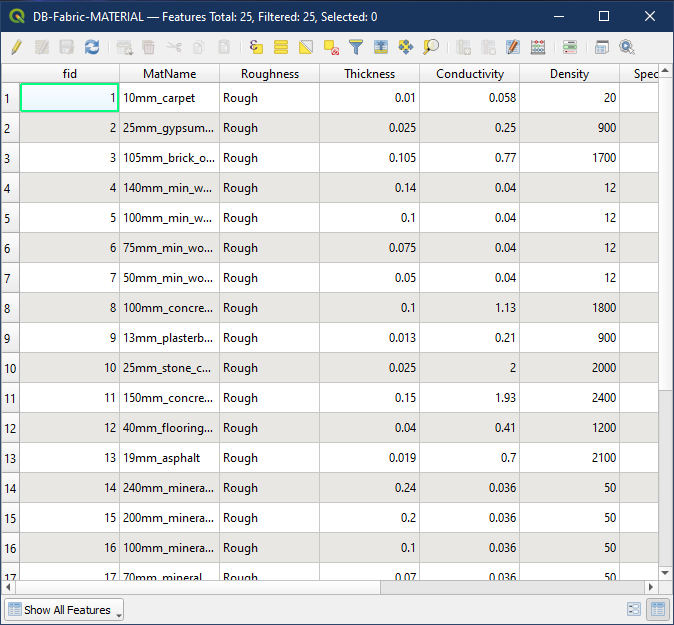 DB-Fabric-MATERIAL — Features Total: 25, Filtered: 25, Selected: 0
fid MatName Roughness Thickness Conductivity Density Spec
1 1 10mm_carpet Rough 0.01 0.058 20
2 2 25mm_gypsum... Rough 0.025 0.25 900
3 3 105mm_brick_o... Rough 0.105 0.77 1700
4 4 140mm_min_w... Rough 0.14 0.04 12
5 5 100mm_min_w... Rough 0.1 0.04 12
6 6 75mm_min_wo... Rough 0.075 0.04 12
7 7 50mm_min_wo... Rough 0.05 0.04 12
8 8 100mm_concre... Rough 0.1 1.13 1800
9 9 13mm_plasterb... Rough 0.013 0.21 900
10 10 25mm_stone_c... Rough 0.025 2 2000
11 11 150mm_concre... Rough 0.15 1.93 2400
12 12 40mm_flooring... Rough 0.04 0.41 1200
13 13 19mm_asphalt Rough 0.019 0.7 2100
14 14 240mm_minera... Rough 0.24 0.036 50
15 15 200mm_minera... Rough 0.2 0.036 50
16 16 100mm_minera... Rough 0.1 0.036 50
17 17 70mm_mineral... Rough 0.07 0.036 50
Show All Features